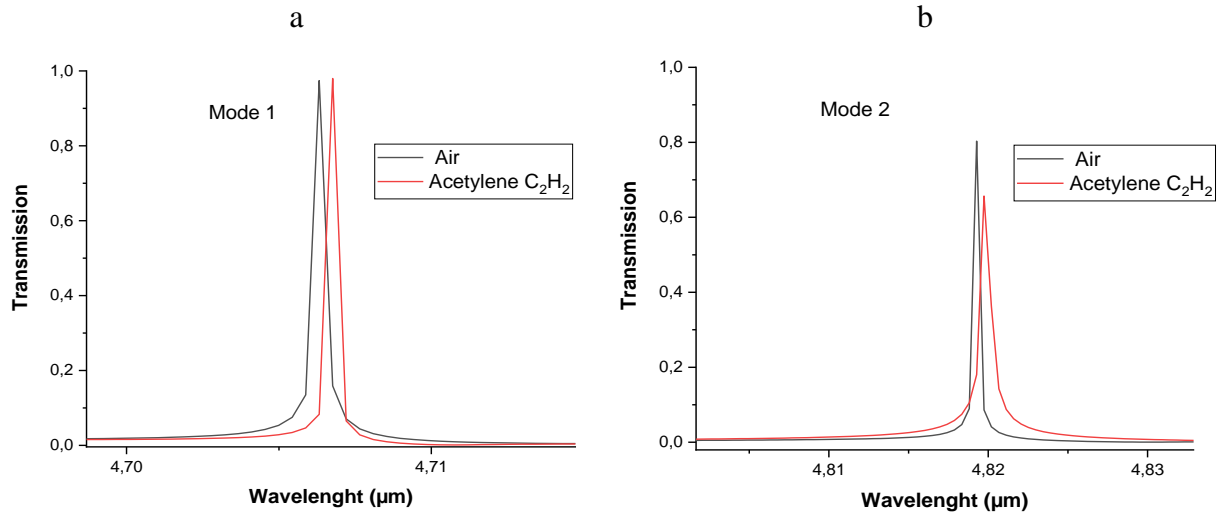 a
Mode 1
Air
Acetylene C₂H₂
Transmission
1,0
0,8
0,6
0,4
0,2
0,0
4,70
4,71
Wavelenght (µm)
b
Mode 2
Air
Acetylene C₂H₂
Transmission
1,0
0,8
0,6
0,4
0,2
0,0
4,81
4,82
4,83
Wavelenght (µm)